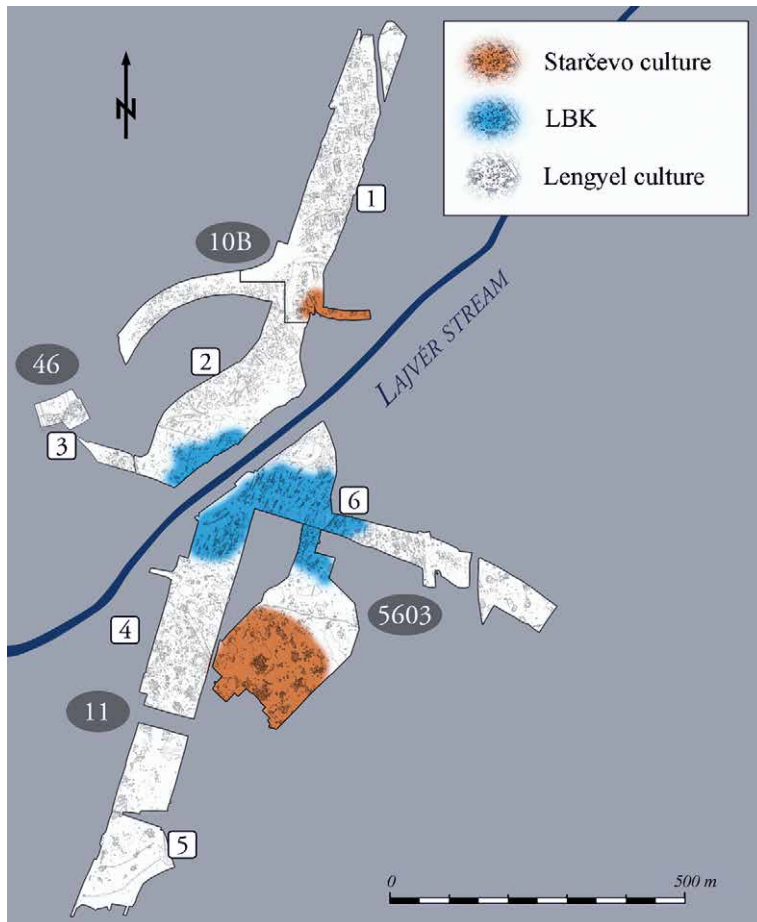 N
Starčevo culture
LBK
Lengyel culture
1
10B
2
46
3
LAJVÉR STREAM
6
5603
4
11
5
0 500 m